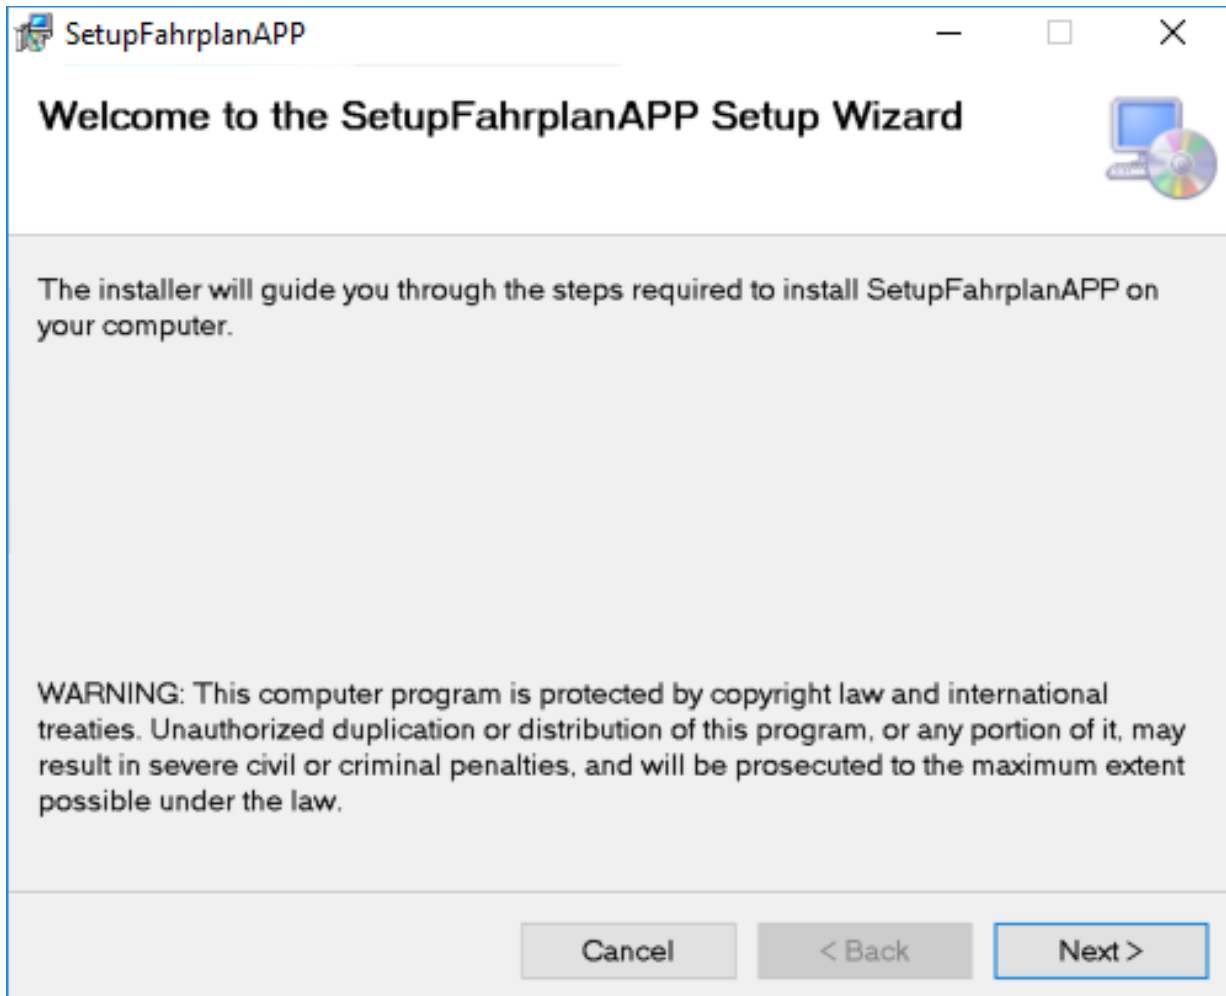 SetupFahrplanAPP
Welcome to the SetupFahrplanAPP Setup Wizard
The installer will guide you through the steps required to install SetupFahrplanAPP on
your computer.
WARNING: This computer program is protected by copyright law and international
treaties. Unauthorized duplication or distribution of this program, or any portion of it, may
result in severe civil or criminal penalties, and will be prosecuted to the maximum extent
possible under the law.
Cancel
< Back
Next >